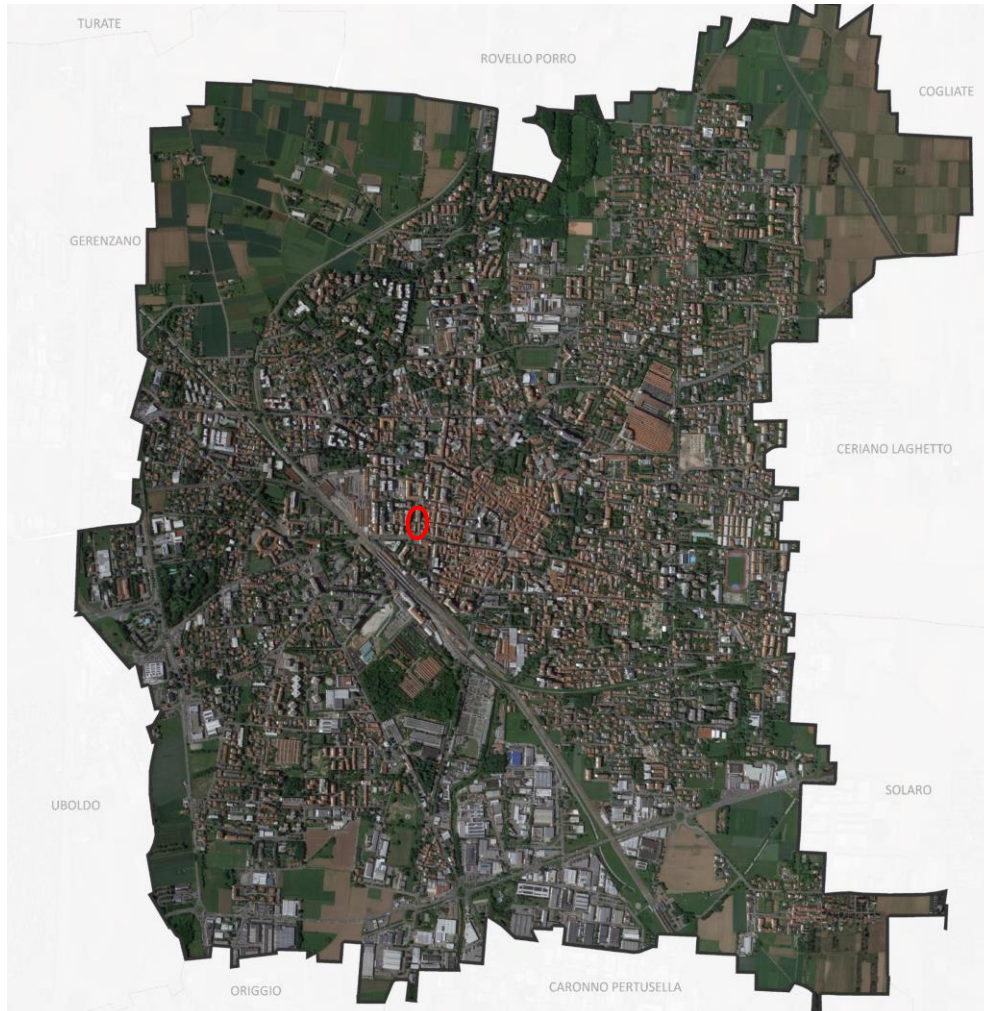 TURATE
ROVELLO PORRO
COGLIATE
GERENZANO
CERIANO LAGHETTO
UBOLDO
SOLARO
ORIGGIO
CARONNO PERTUSELLA